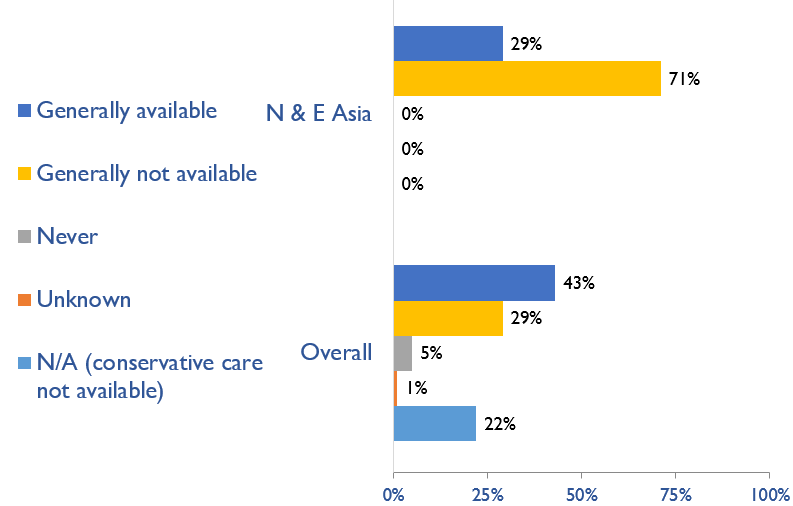 Generally available
Generally not available
Never
Unknown
N/A (conservative care
not available)
N & E Asia
29%
71%
0%
0%
0%
Overall
43%
29%
5%
1%
22%
0% 25% 50% 75% 100%